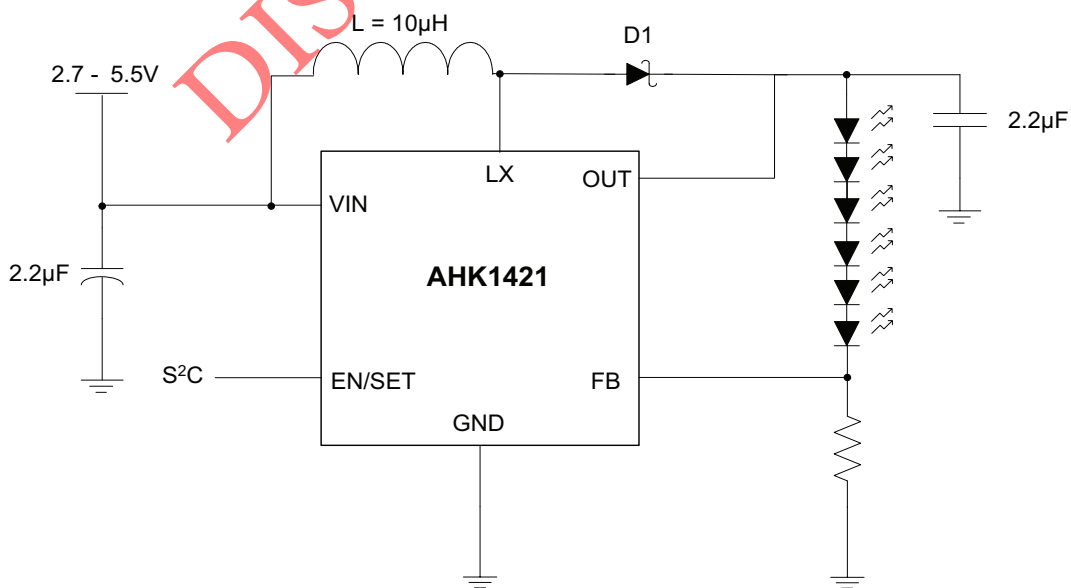 L = 10µH
D1
2.7 - 5.5V
DIS
2.2µF
LX
OUT
VIN
2.2µF
AHK1421
S²C
EN/SET
FB
GND